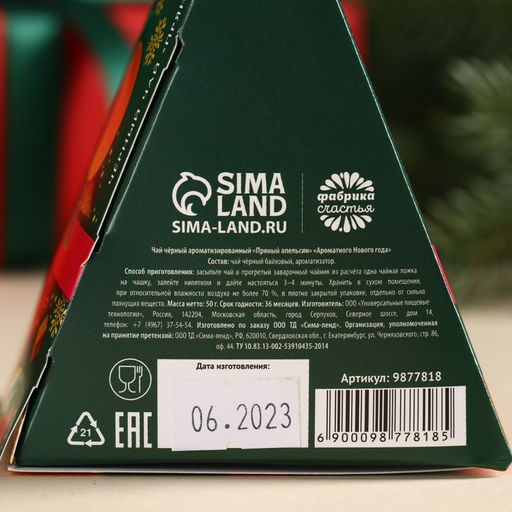 SIMA
LAND
SIMA-LAND.RU
фабрика
счастья
Чай чёрный ароматизированный «Пряный апельсин» «Ароматного Нового года»
Состав: чай чёрный байховый, ароматизатор.
Способ приготовления: засыпьте чай в прогретый заварочный чайник из расчёта одна чайная ложка
на чашку, залейте кипятком и дайте настояться 3–4 минуты. Хранить в сухом помещении,
при относительной влажности воздуха не более 70 %, в плотно закрытой упаковке, отдельно от сильно
пахнущих веществ. Масса нетто: 50 г. Срок годности: 36 месяцев. Изготовитель: ООО «Универсальные пищевые
технологии», Россия, 142204, Московская область, город Серпухов, Северное шоссе, дом 14,
телефон: +7 (4967) 37-54-54. Изготовлено по заказу ООО ТД «Сима-ленд». Организация, уполномоченная
на принятие претензий: ООО ТД «Сима-ленд», РФ, 620010, Свердловская обл., г. Екатеринбург, ул. Черняховского, стр. 86,
оф. 44. ТУ 10.83.13-002-53910435-2014
Дата изготовления:
06.2023
Артикул: 9877818
6 900098 778185
21
EAC
чёрный